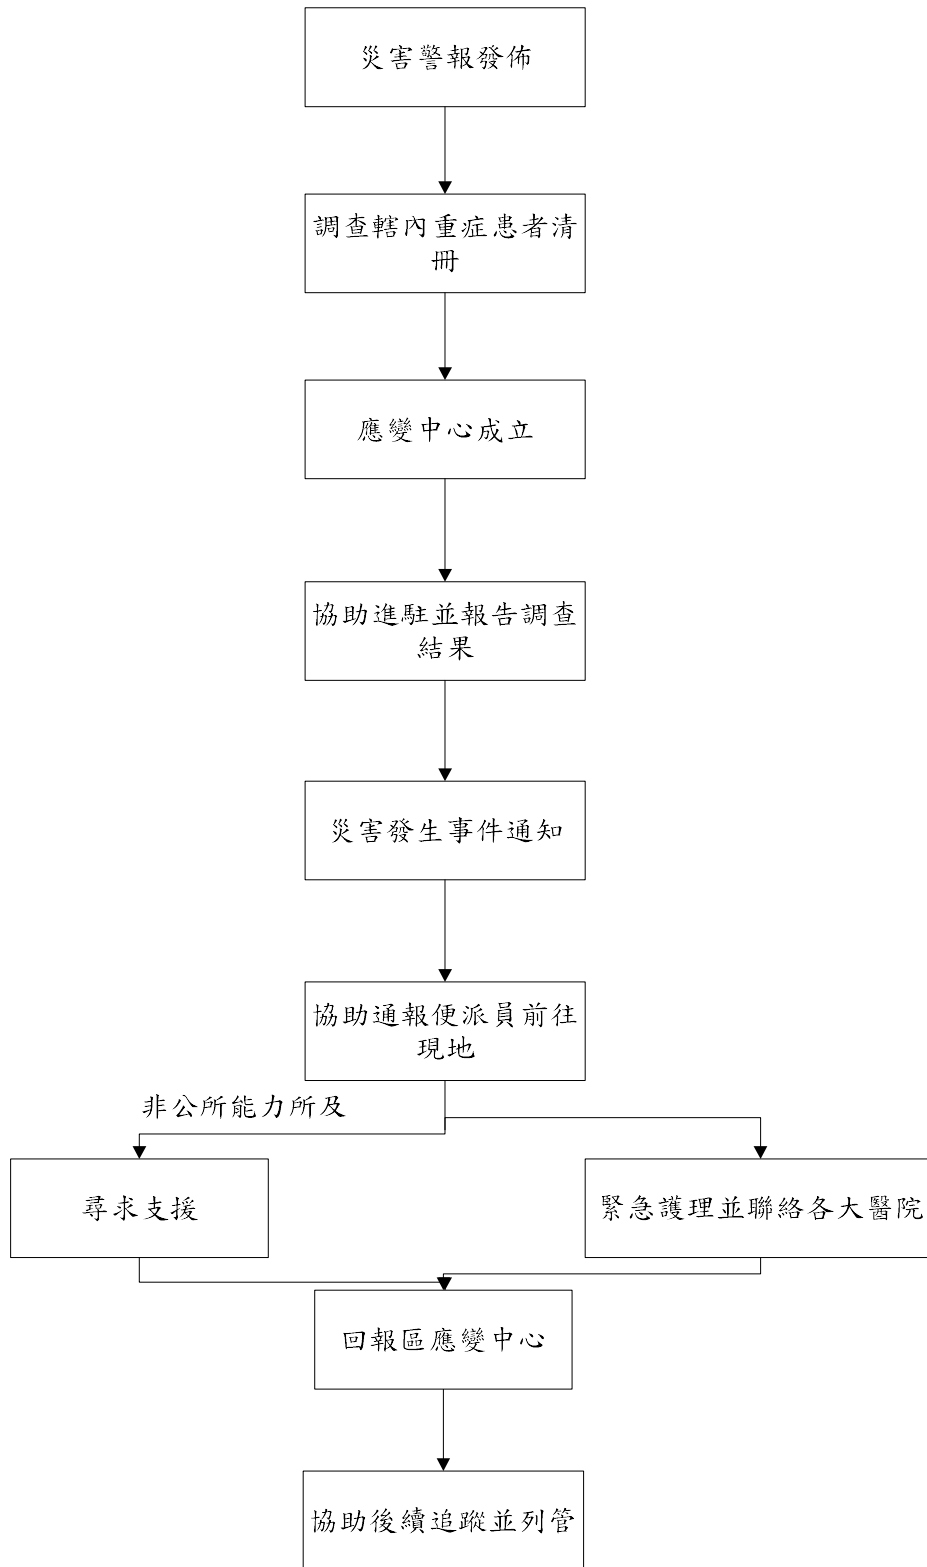 災害警報發佈
調查轄內重症患者清
冊
應變中心成立
協助進駐並報告調查
結果
災害發生事件通知
協助通報便派員前往
現地
非公所能力所及
尋求支援
緊急護理並聯絡各大醫院
回報區應變中心
協助後續追蹤並列管